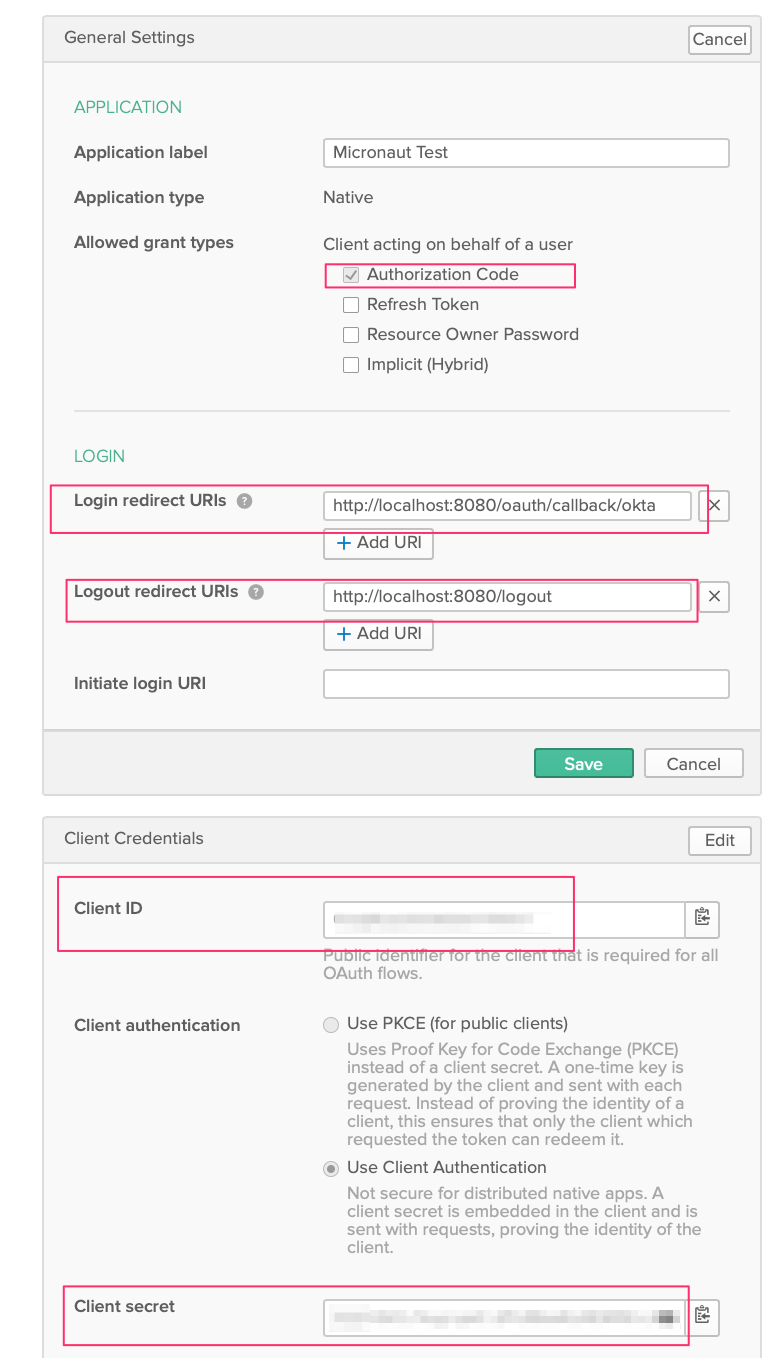 General Settings
Cancel
APPLICATION
Application label
Micronaut Test
Application type
Native
Allowed grant types
Client acting on behalf of a user
Authorization Code
Refresh Token
Resource Owner Password
Implicit (Hybrid)
LOGIN
Login redirect URIs ?
http://localhost:8080/oauth/callback/okta
+ Add URI
Logout redirect URIs ?
http://localhost:8080/logout
+ Add URI
Initiate login URI
Save
Cancel
Client Credentials
Edit
Client ID
Public identifier for the client that is required for all
OAuth flows.
Client authentication
Use PKCE (for public clients)
Uses Proof Key for Code Exchange (PKCE)
instead of a client secret. A one-time key is
generated by the client and sent with each
request. Instead of proving the identity of a
client, this ensures that only the client which
requested the token can redeem it.
Use Client Authentication
Not secure for distributed native apps. A
client secret is embedded in the client and is
sent with requests, proving the identity of the
client.
Client secret